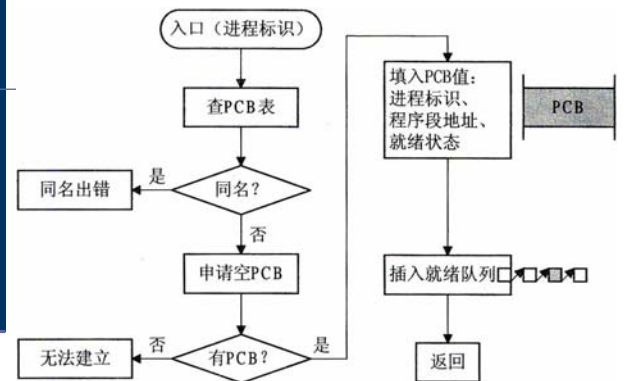 入口（进程标识）
查PCB表
同名？
是
同名出错
否
申请空PCB
有PCB？
否
无法建立
是
填入PCB值：
进程标识、
程序段地址、
就绪状态
PCB
插入就绪队列
返回